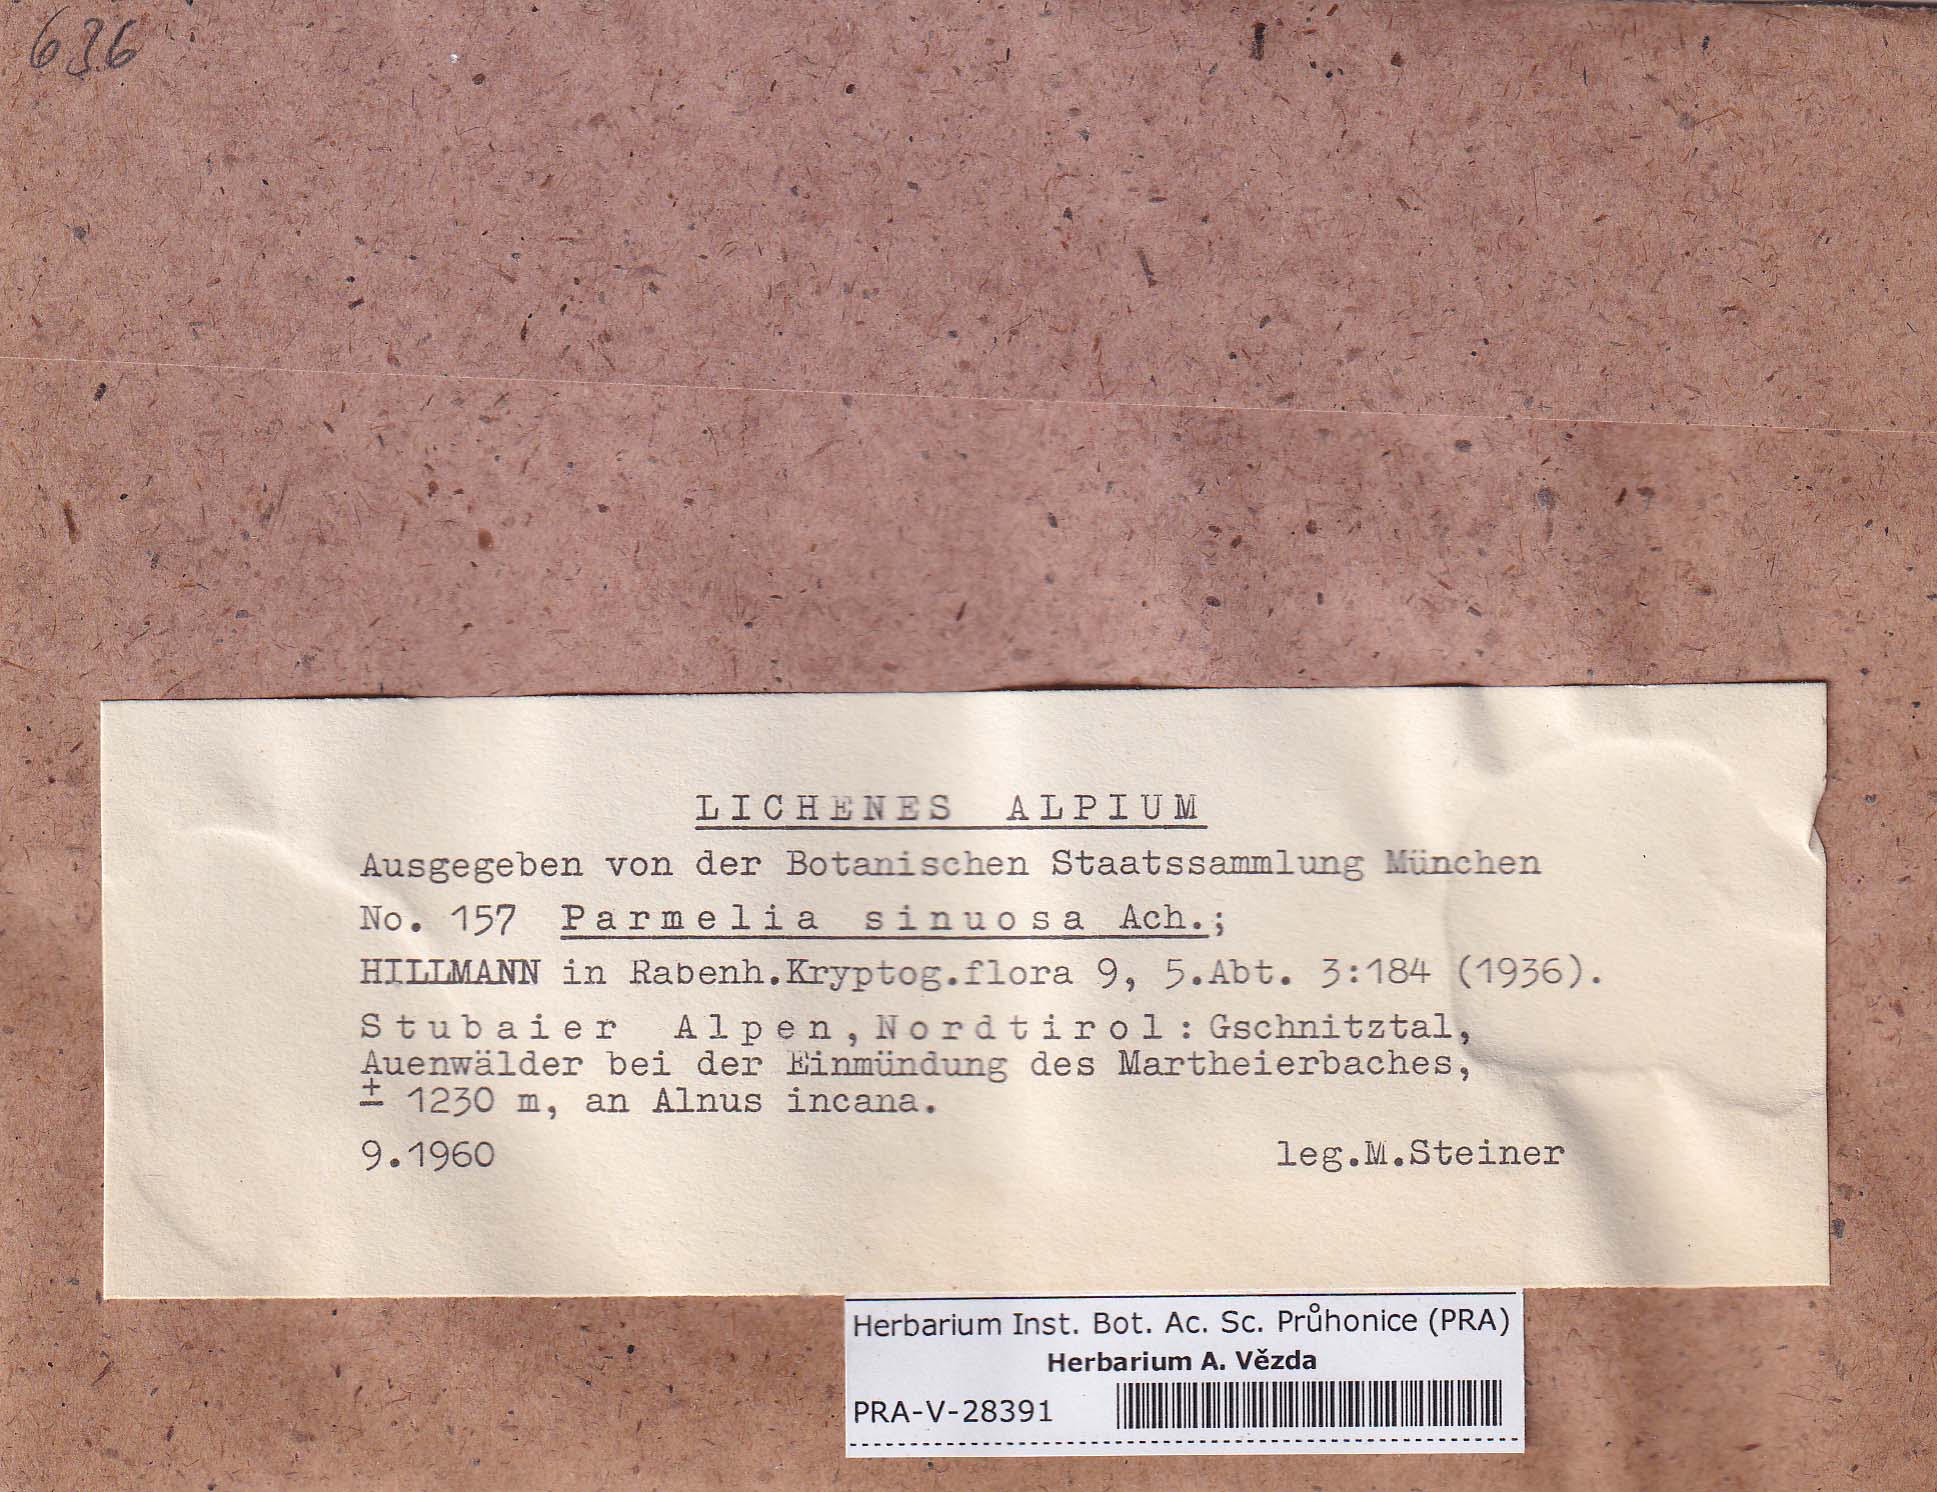 636
LICHENES ALPIUM
Ausgegeben von der Botanischen Staatssammlung München
No. 157 Parmelia sinuosa Ach.;
HILLMANN in Rabenh.Kryptog.flora 9, 5.Abt. 3:184 (1936).
Stubaier Alpen, Nordtirol: Gschnitztal,
Auenwälder bei der Einmündung des Martheierbaches,
± 1230 m, an Alnus incana.
9.1960 leg.M.Steiner
Herbarium Inst. Bot. Ac. Sc. Průhonice (PRA)
Herbarium A. Vězda
PRA-V-28391